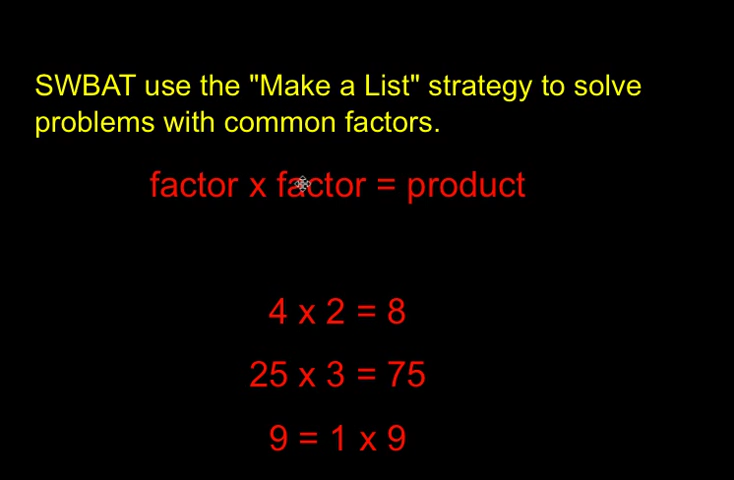 SWBAT use the "Make a List" strategy to solve
problems with common factors.
factor x factor = product
4 x 2 = 8
25 x 3 = 75
9 = 1 x 9